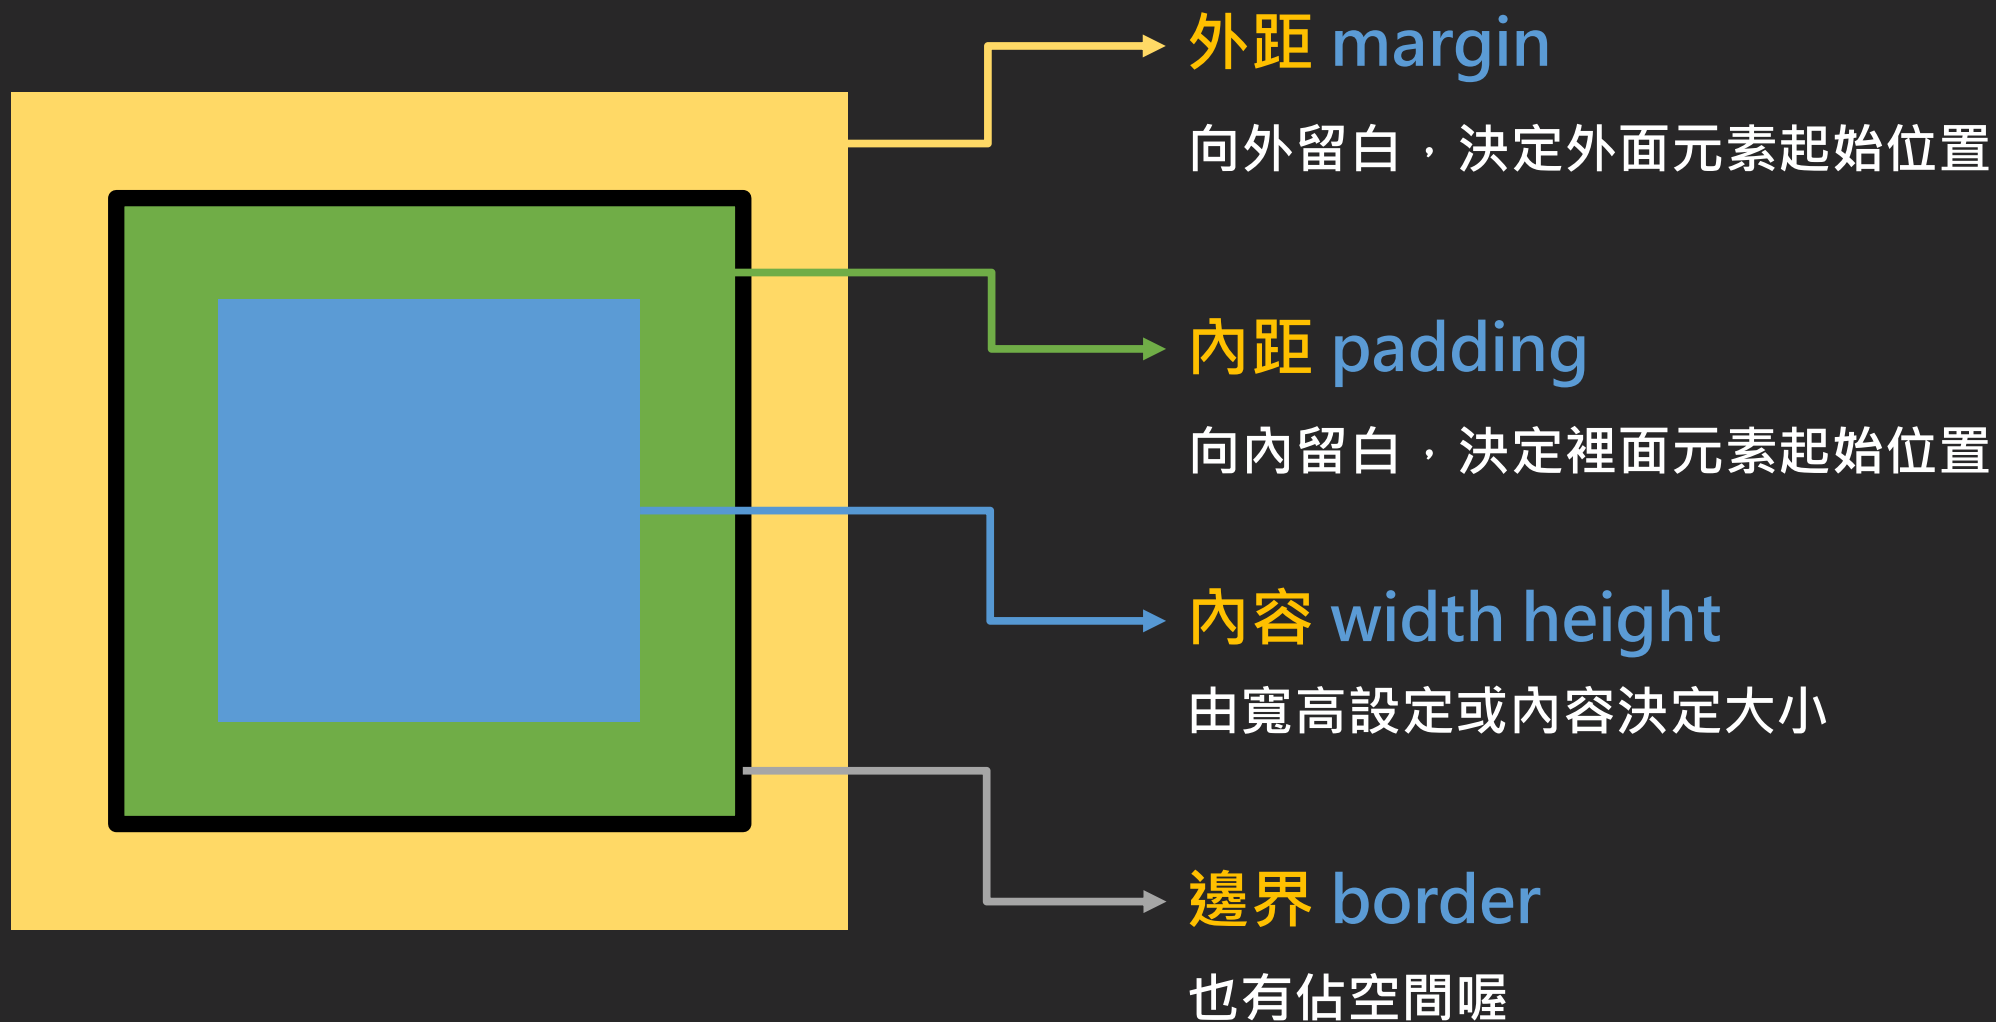 外距 margin
向外留白，決定外面元素起始位置
內距 padding
向內留白，決定裡面元素起始位置
內容 width height
由寬高設定或內容決定大小
邊界 border
也有佔空間喔